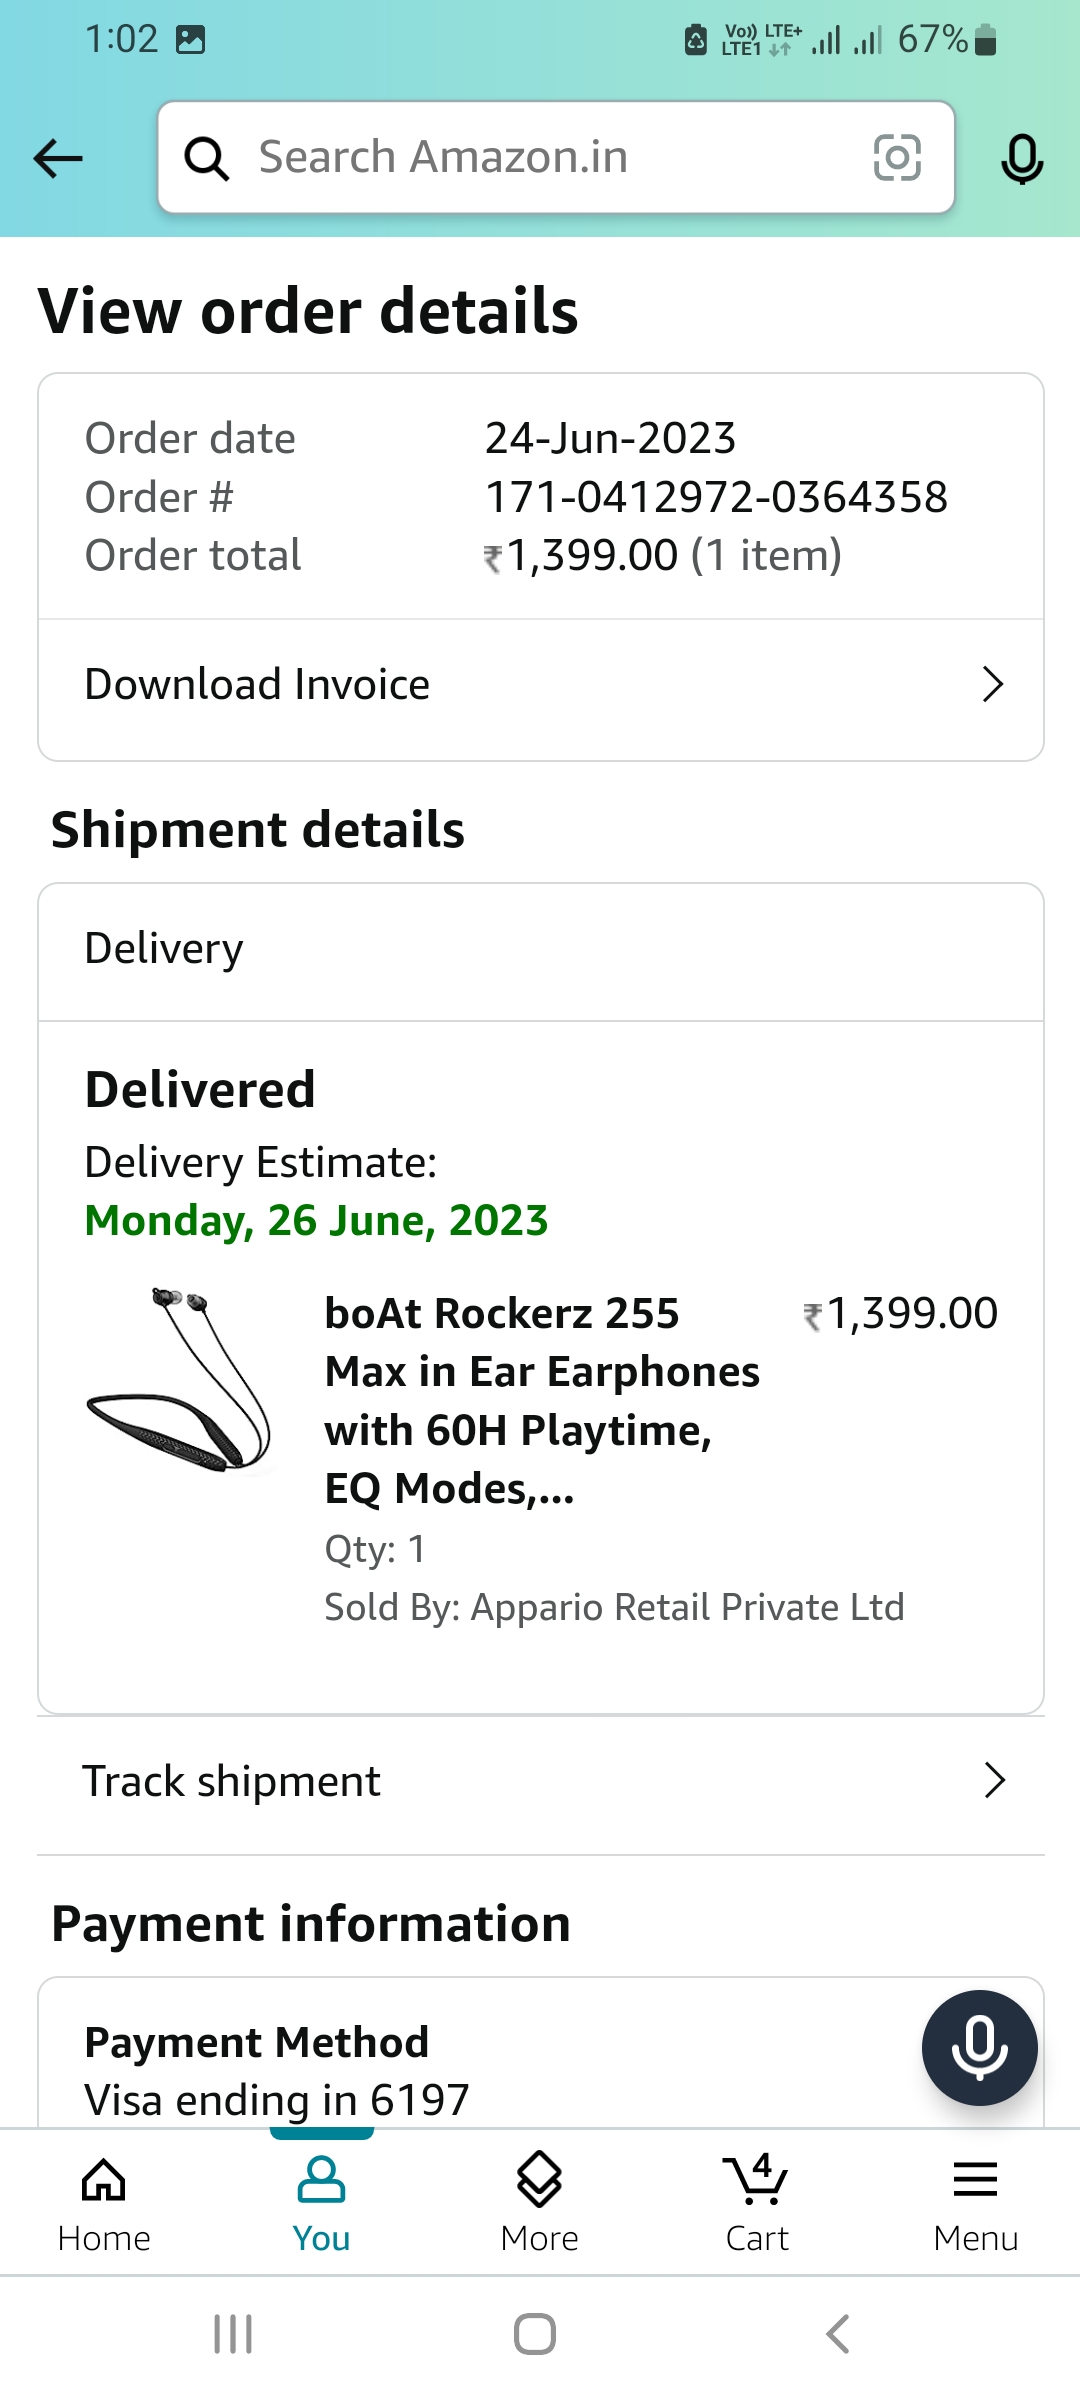 1:02 Vo)) LTE+ LTE1 67%
Search Amazon.in
View order details
Order date 24-Jun-2023
Order # 171-0412972-0364358
Order total ₹1,399.00 (1 item)
Download Invoice
Shipment details
Delivery
Delivered
Delivery Estimate:
Monday, 26 June, 2023
boAt Rockerz 255 ₹1,399.00
Max in Ear Earphones
with 60H Playtime,
EQ Modes,...
Qty: 1
Sold By: Appario Retail Private Ltd
Track shipment
Payment information
Payment Method
Visa ending in 6197
4
Home You More Cart Menu